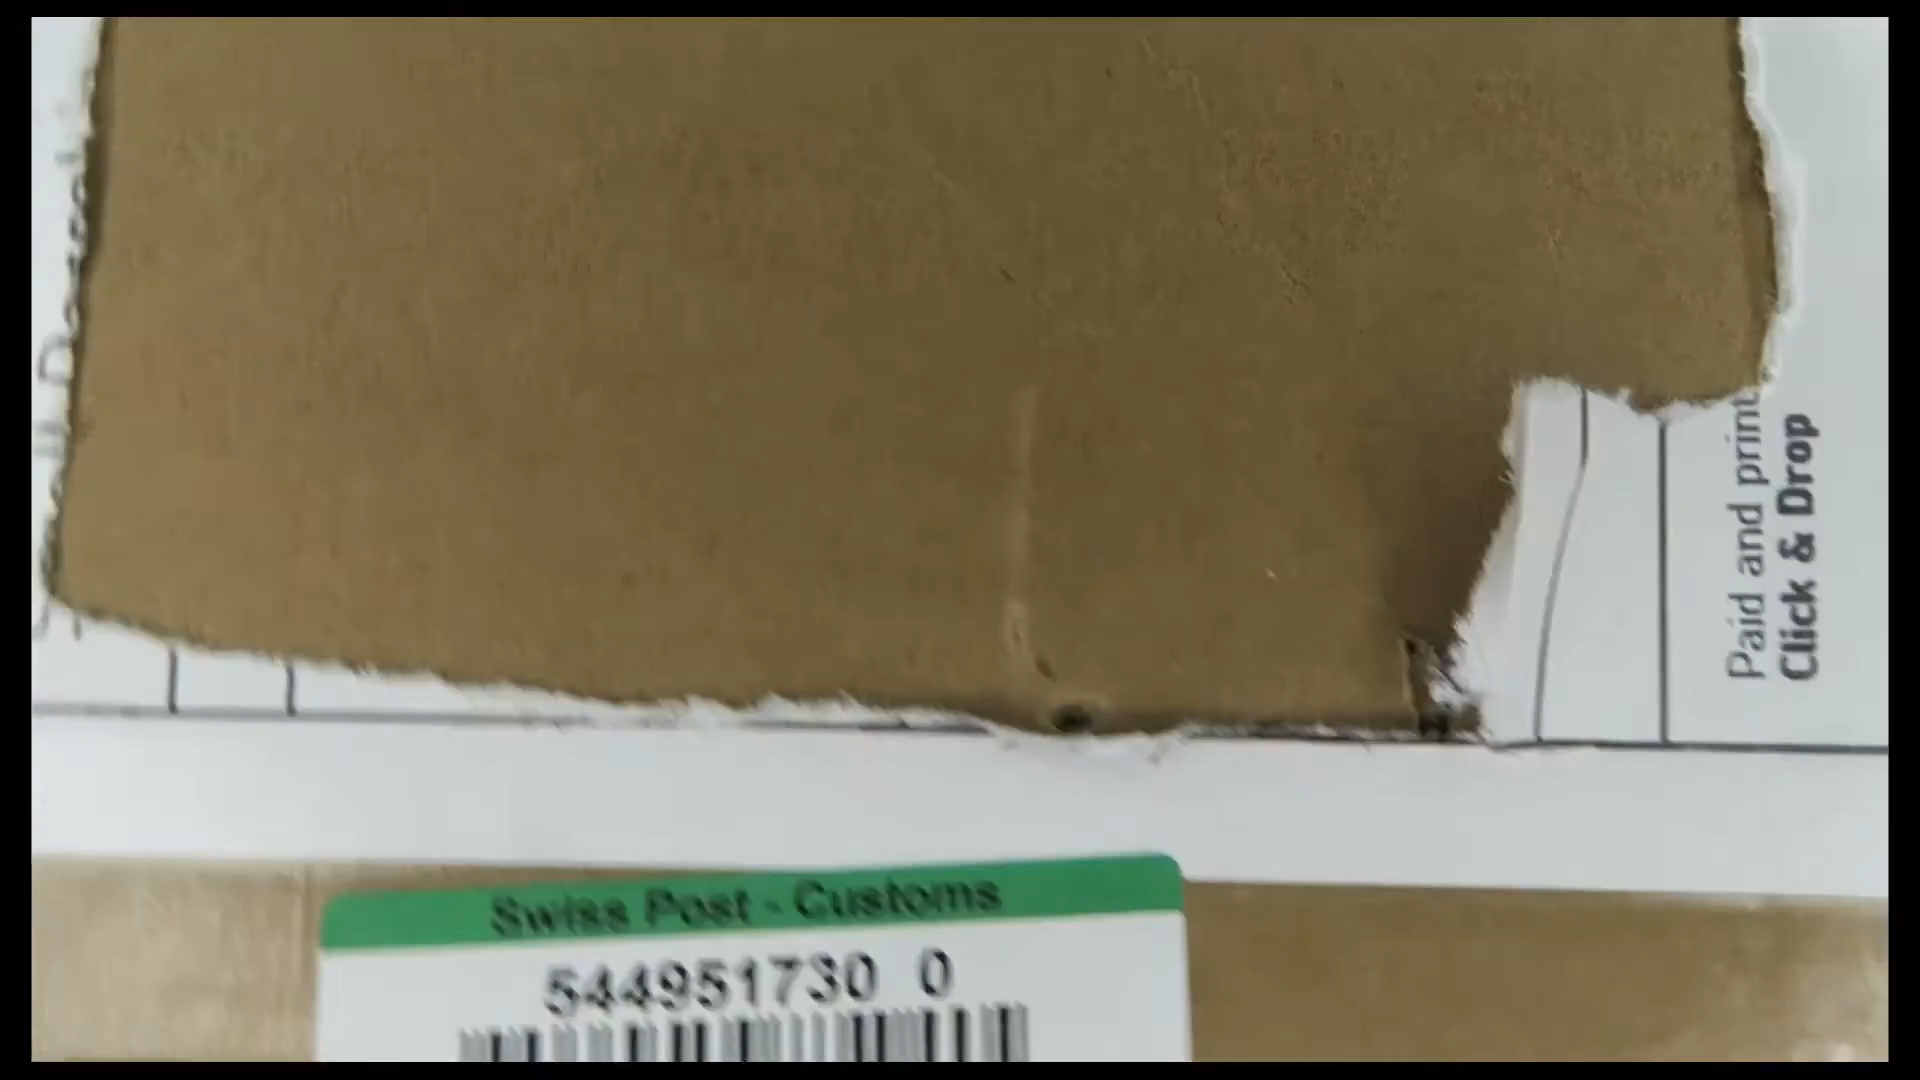 Paid and print
Click & Drop
Swiss Post - Customs
544951730 0